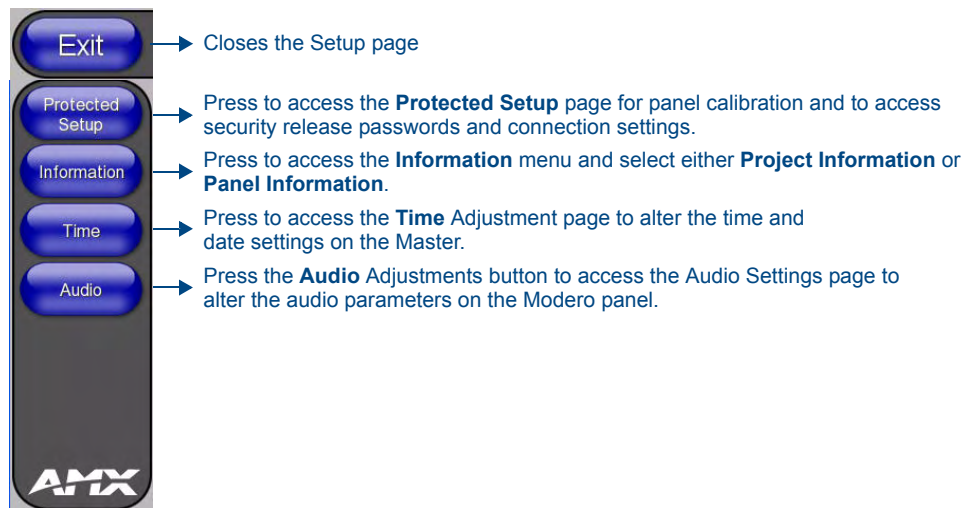 Exit
Closes the Setup page
Protected
Setup
Press to access the Protected Setup page for panel calibration and to access
security release passwords and connection settings.
Information
Press to access the Information menu and select either Project Information or
Panel Information.
Time
Press to access the Time Adjustment page to alter the time and
date settings on the Master.
Audio
Press the Audio Adjustments button to access the Audio Settings page to
alter the audio parameters on the Modero panel.
AMX